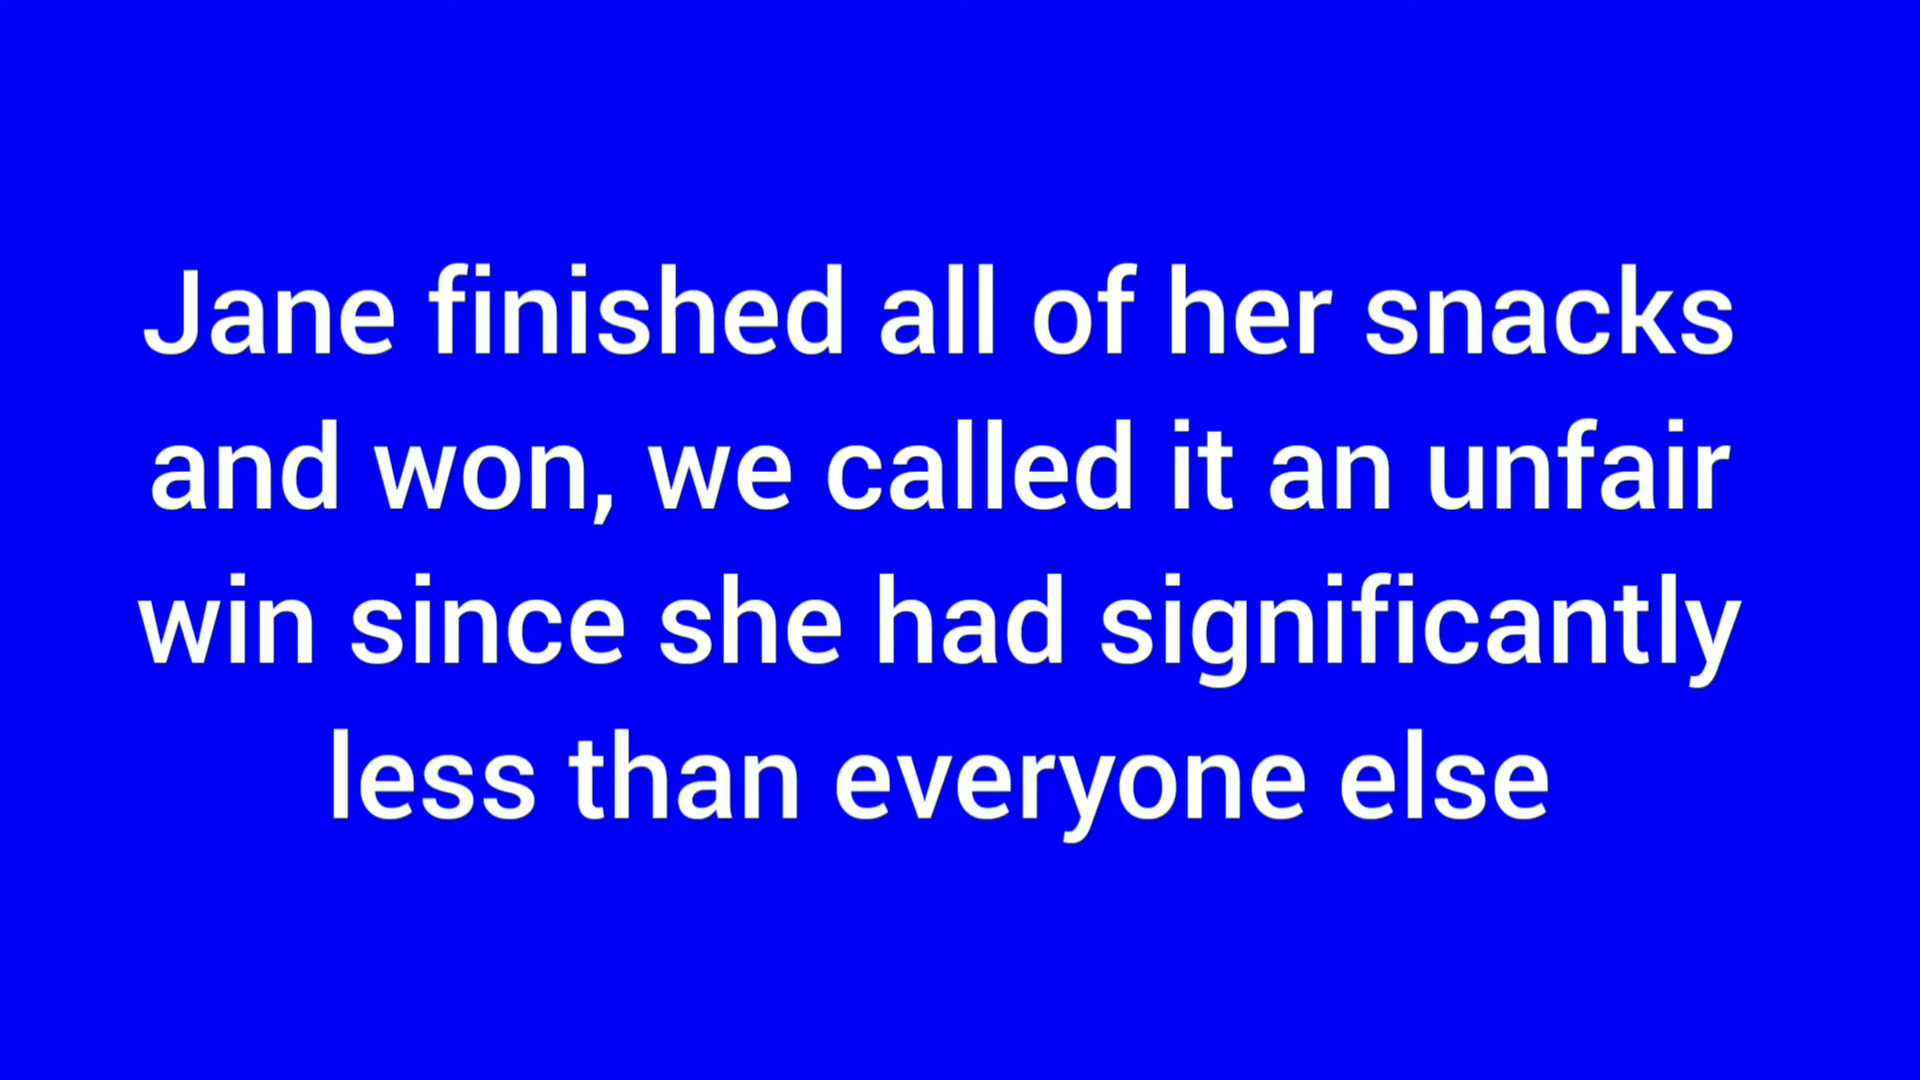 Jane finished all of her snacks
and won, we called it an unfair
win since she had significantly
less than everyone else